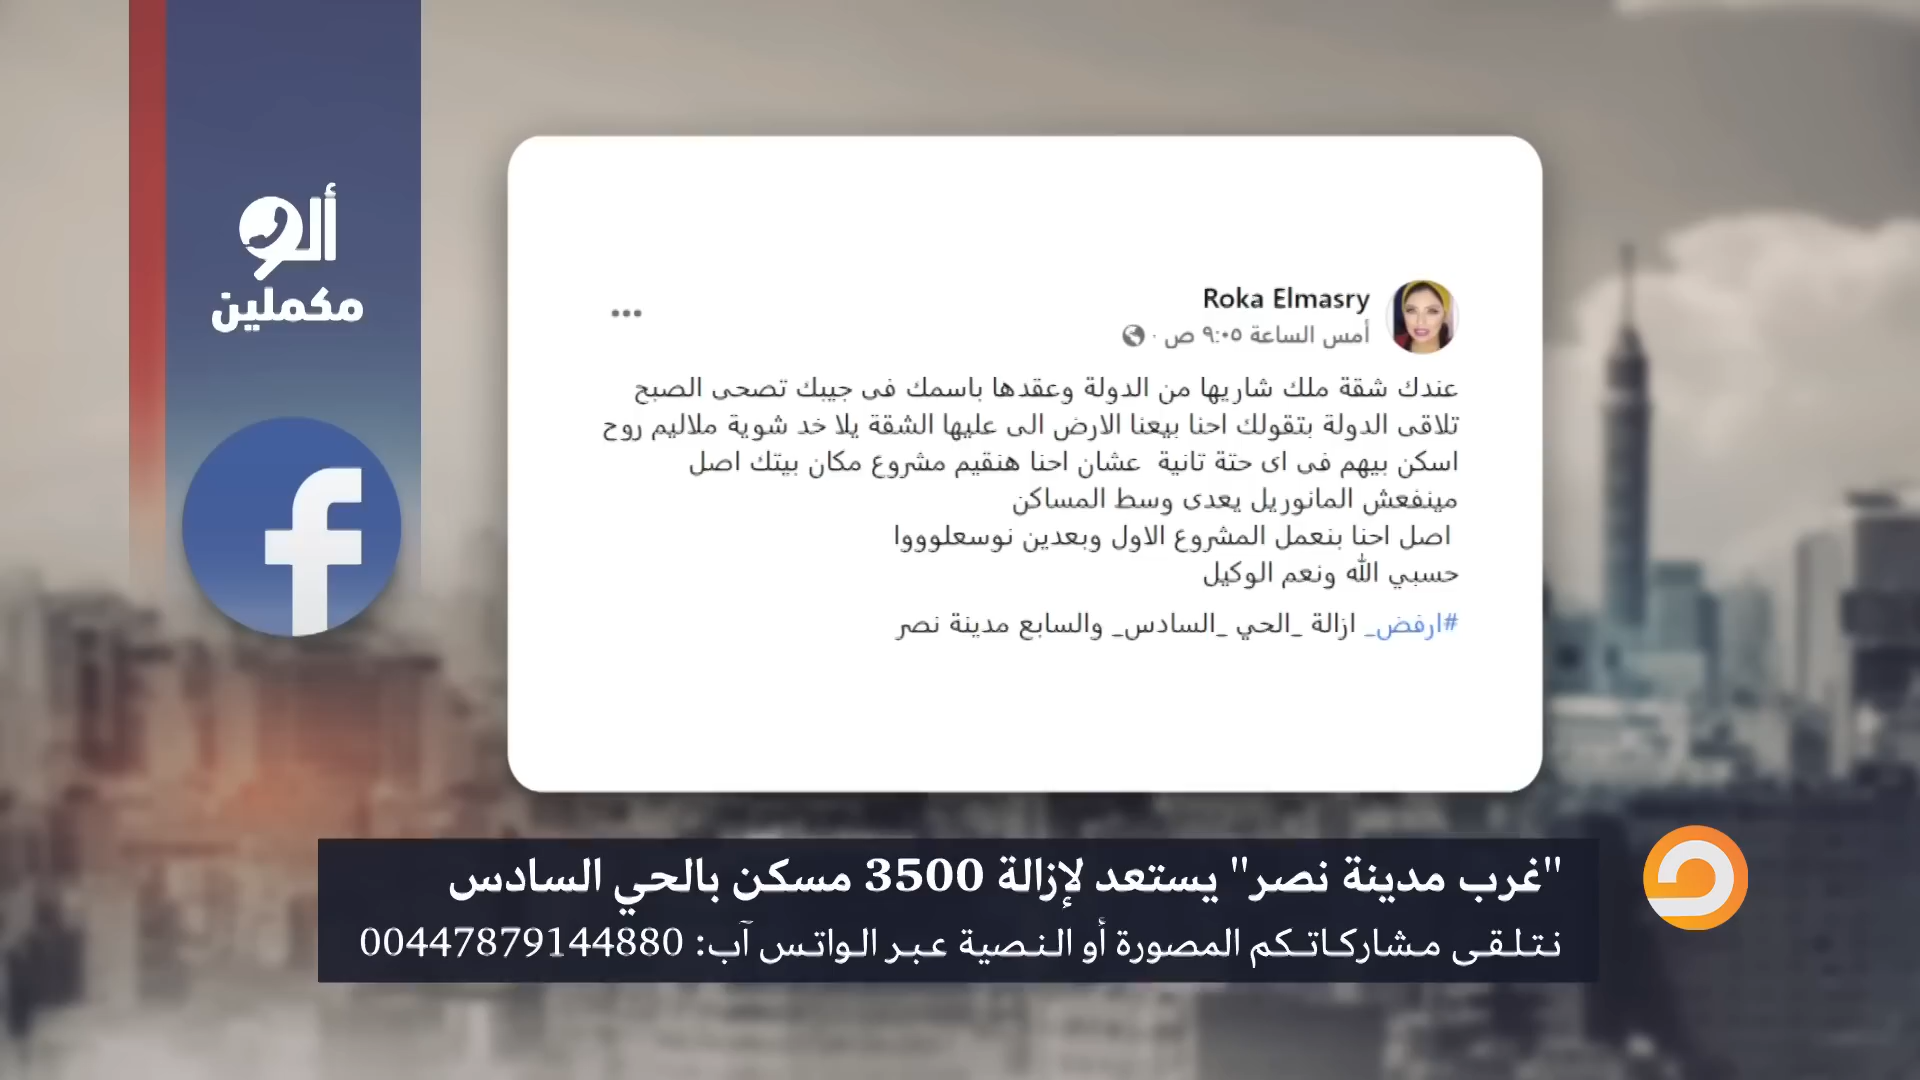 ألو
مكملين
Roka Elmasry
أمس الساعة ٩:٠٥ ص ·
عندك شقة ملك شاريها من الدولة وعقدها باسمك فى جيبك تصحى الصبح
تلاقى الدولة بتقولك احنا بيعنا الارض الى عليها الشقة يلا خد شوية ملاليم روح
اسكن بيهم فى اى حتة تانية عشان احنا هنقيم مشروع مكان بيتك اصل
مينفعش المانوريل يعدى وسط المساكن
اصل احنا بنعمل المشروع الاول وبعدين نوسعلوووا
حسبي الله ونعم الوكيل
#ارفض_ ازالة _الحي _السادس_ والسابع مدينة نصر
"غرب مدينة نصر" يستعد لإزالة 3500 مسكن بالحي السادس
نتلقى مشاركاتكم المصورة أو النصية عبر الواتس آب: 00447879144880